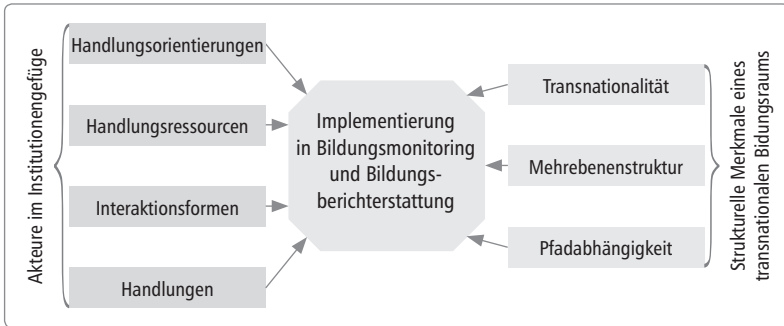 Akteure im Institutionengefüge
Handlungsorientierungen
Handlungsressourcen
Interaktionsformen
Handlungen
Implementierung
in Bildungsmonitoring
und Bildungs-
berichterstattung
Transnationalität
Mehrebenenstruktur
Pfadabhängigkeit
Strukturelle Merkmale eines
transnationalen Bidungsraums